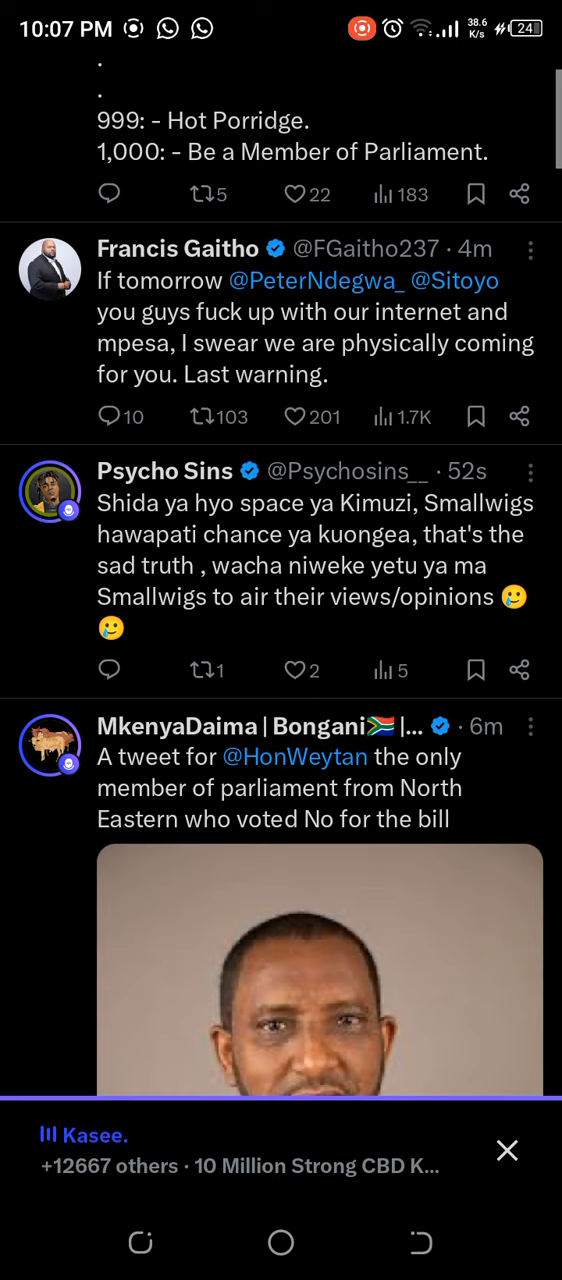 10:07 PM 38.6 K/s 24
.
.
999: - Hot Porridge.
1,000: - Be a Member of Parliament.
5 22 183
Francis Gaitho @FGaitho237 · 4m
If tomorrow @PeterNdegwa_ @Sitoyo
you guys fuck up with our internet and
mpesa, I swear we are physically coming
for you. Last warning.
10 103 201 1.7K
Psycho Sins @Psychosins__ · 52s
Shida ya hyo space ya Kimuzi, Smallwigs
hawapati chance ya kuongea, that's the
sad truth , wacha niweke yetu ya ma
Smallwigs to air their views/opinions 🥲
🥲
1 2 5
MkenyaDaima | Bongani🇿🇦 |... · 6m
A tweet for @HonWeytan the only
member of parliament from North
Eastern who voted No for the bill
Kasee.
+12667 others · 10 Million Strong CBD K...